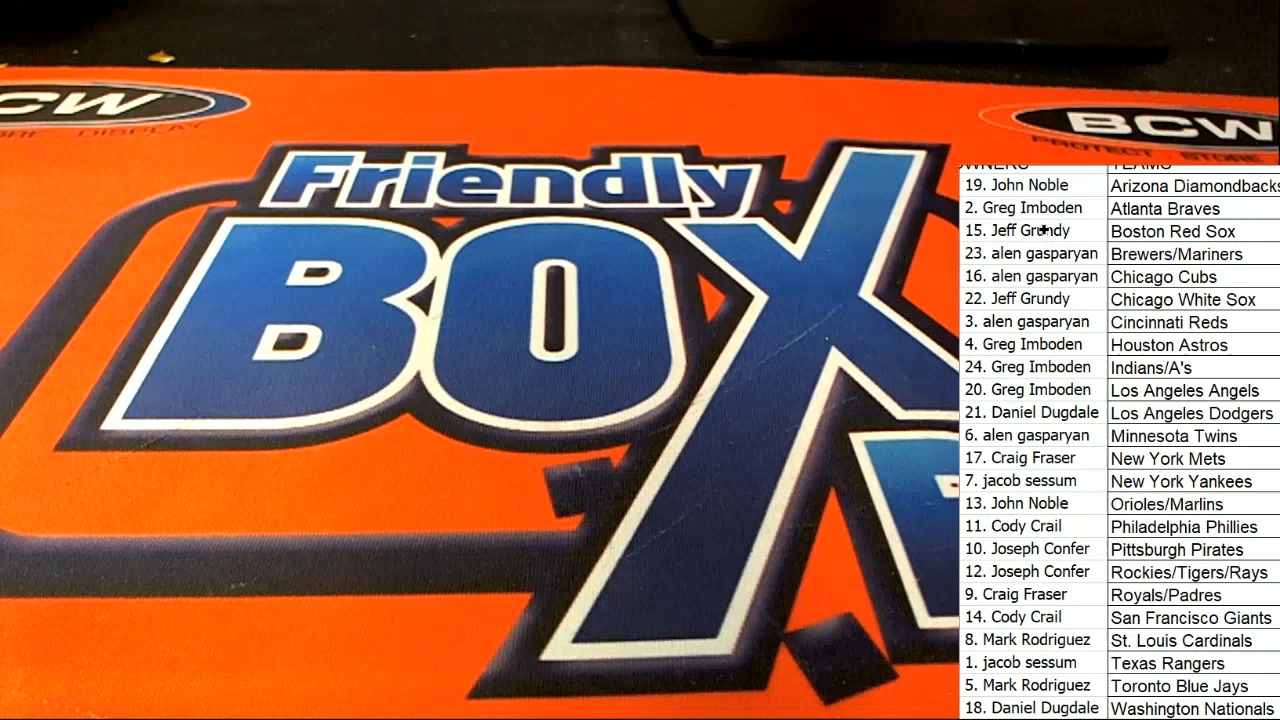 BCW
DISPLAY
BCW
PROTECT - STORE
Friendly
BOX
OWNERS TEAMS
19. John Noble Arizona Diamondbacks
2. Greg Imboden Atlanta Braves
15. Jeff Grundy Boston Red Sox
23. alen gasparyan Brewers/Mariners
16. alen gasparyan Chicago Cubs
22. Jeff Grundy Chicago White Sox
3. alen gasparyan Cincinnati Reds
4. Greg Imboden Houston Astros
24. Greg Imboden Indians/A's
20. Greg Imboden Los Angeles Angels
21. Daniel Dugdale Los Angeles Dodgers
6. alen gasparyan Minnesota Twins
17. Craig Fraser New York Mets
7. jacob sessum New York Yankees
13. John Noble Orioles/Marlins
11. Cody Crail Philadelphia Phillies
10. Joseph Confer Pittsburgh Pirates
12. Joseph Confer Rockies/Tigers/Rays
9. Craig Fraser Royals/Padres
14. Cody Crail San Francisco Giants
8. Mark Rodriguez St. Louis Cardinals
1. jacob sessum Texas Rangers
5. Mark Rodriguez Toronto Blue Jays
18. Daniel Dugdale Washington Nationals